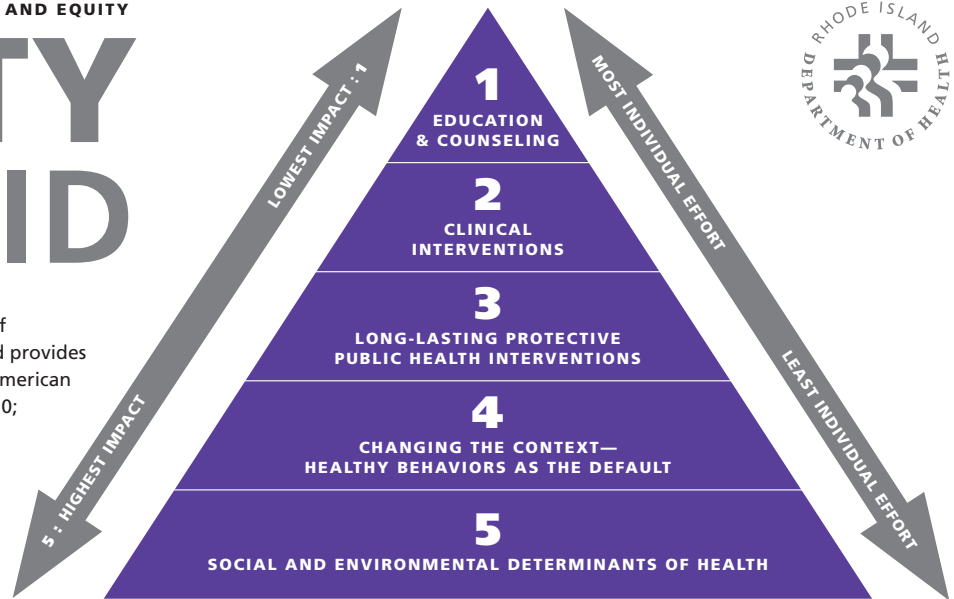 AND EQUITY
TY
ID
f
d provides
merican
0;
LOWEST IMPACT : 1
5 : HIGHEST IMPACT
1
EDUCATION
& COUNSELING
2
CLINICAL
INTERVENTIONS
3
LONG-LASTING PROTECTIVE
PUBLIC HEALTH INTERVENTIONS
4
CHANGING THE CONTEXT—
HEALTHY BEHAVIORS AS THE DEFAULT
5
SOCIAL AND ENVIRONMENTAL DETERMINANTS OF HEALTH
MOST INDIVIDUAL EFFORT
LEAST INDIVIDUAL EFFORT
RHODE ISLAND
DEPARTMENT OF HEALTH